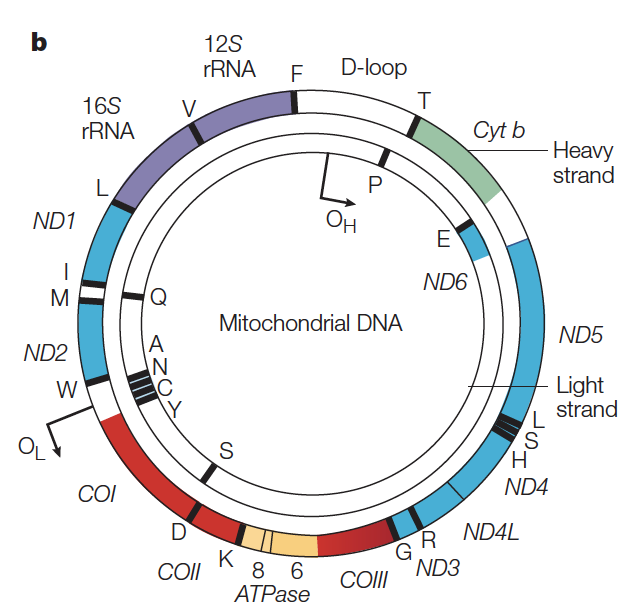 b
12S
rRNA
F
D-loop
T
Cyt b
Heavy
strand
16S
rRNA
V
P
OH
L
ND1
E
ND6
I
M
Q
Mitochondrial DNA
ND5
ND2
A
N
C
Y
W
Light
strand
OL
L
S
H
S
ND4
COI
D
ND4L
R
G
ND3
K
COII
8
6
ATPase
COIII